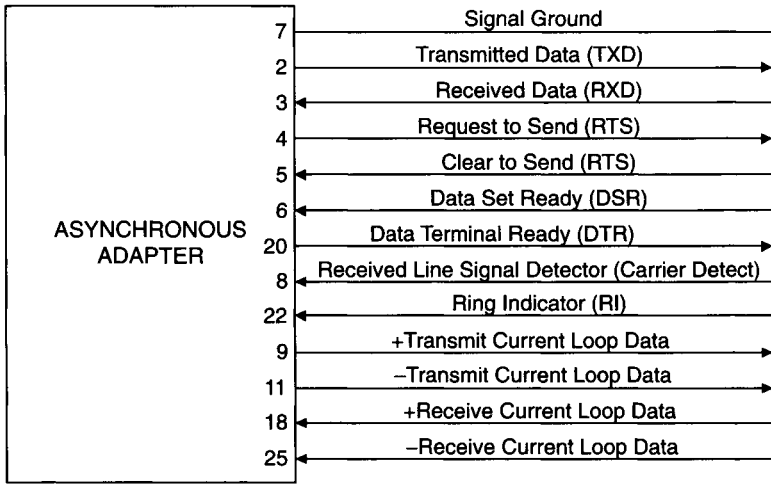 7 Signal Ground
2 Transmitted Data (TXD)
3 Received Data (RXD)
4 Request to Send (RTS)
5 Clear to Send (RTS)
6 Data Set Ready (DSR)
ASYNCHRONOUS
ADAPTER
20 Data Terminal Ready (DTR)
8 Received Line Signal Detector (Carrier Detect)
22 Ring Indicator (RI)
9 +Transmit Current Loop Data
11 −Transmit Current Loop Data
18 +Receive Current Loop Data
25 −Receive Current Loop Data